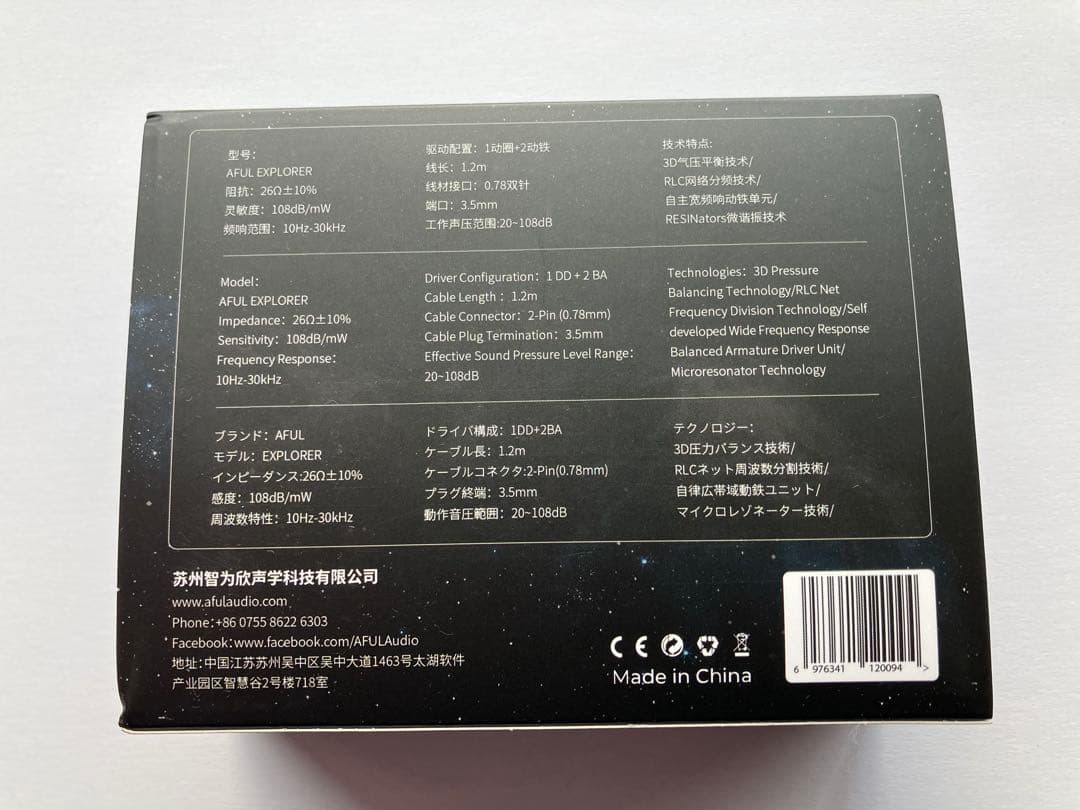 型号：
AFUL EXPLORER
阻抗：26Ω±10%
灵敏度：108dB/mW
频响范围：10Hz-30kHz
驱动配置：1动圈+2动铁
线长：1.2m
线材接口：0.78双针
端口：3.5mm
工作声压范围:20~108dB
技术特点:
3D气压平衡技术/
RLC网络分频技术/
自主宽频响动铁单元/
RESINators微谐振技术
Model：
AFUL EXPLORER
Impedance：26Ω±10%
Sensitivity：108dB/mW
Frequency Response：
10Hz-30kHz
Driver Configuration：1 DD + 2 BA
Cable Length：1.2m
Cable Connector：2-Pin (0.78mm)
Cable Plug Termination：3.5mm
Effective Sound Pressure Level Range：
20~108dB
Technologies：3D Pressure
Balancing Technology/RLC Net
Frequency Division Technology/Self
developed Wide Frequency Response
Balanced Armature Driver Unit/
Microresonator Technology
ブランド：AFUL
モデル：EXPLORER
インピーダンス:26Ω±10%
感度：108dB/mW
周波数特性：10Hz-30kHz
ドライバ構成：1DD+2BA
ケーブル長：1.2m
ケーブルコネクタ:2-Pin(0.78mm)
プラグ終端：3.5mm
動作音圧範囲：20~108dB
テクノロジー：
3D圧力バランス技術/
RLCネット周波数分割技術/
自律広帯域動鉄ユニット/
マイクロレゾネーター技術/
苏州智为欣声学科技有限公司
www.afulaudio.com
Phone:+86 0755 8622 6303
Facebook:www.facebook.com/AFULAudio
地址:中国江苏苏州吴中区吴中大道1463号太湖软件
产业园区智慧谷2号楼718室
CE
Made in China
6 976341 120094 >